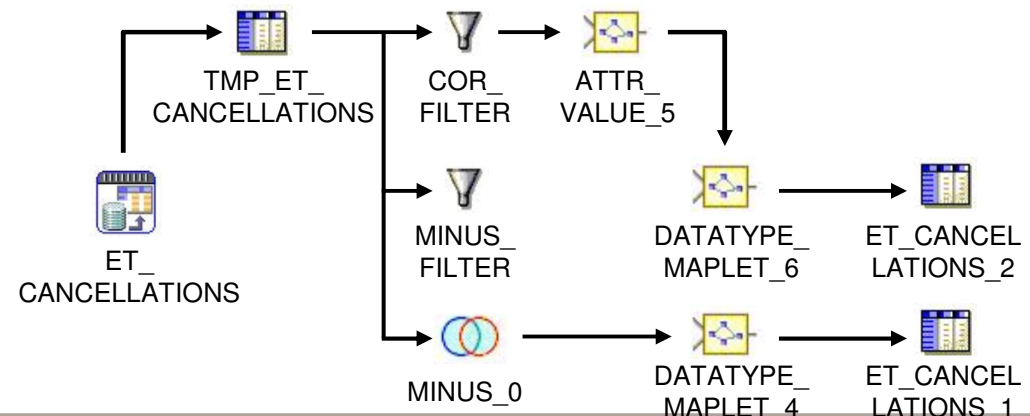 TMP_ET_
CANCELLATIONS
COR_
FILTER
ATTR_
VALUE_5
ET_
CANCELLATIONS
MINUS_
FILTER
DATATYPE_
MAPLET_6
ET_CANCEL
LATIONS_2
MINUS_0
DATATYPE_
MAPLET_4
ET_CANCEL
LATIONS_1